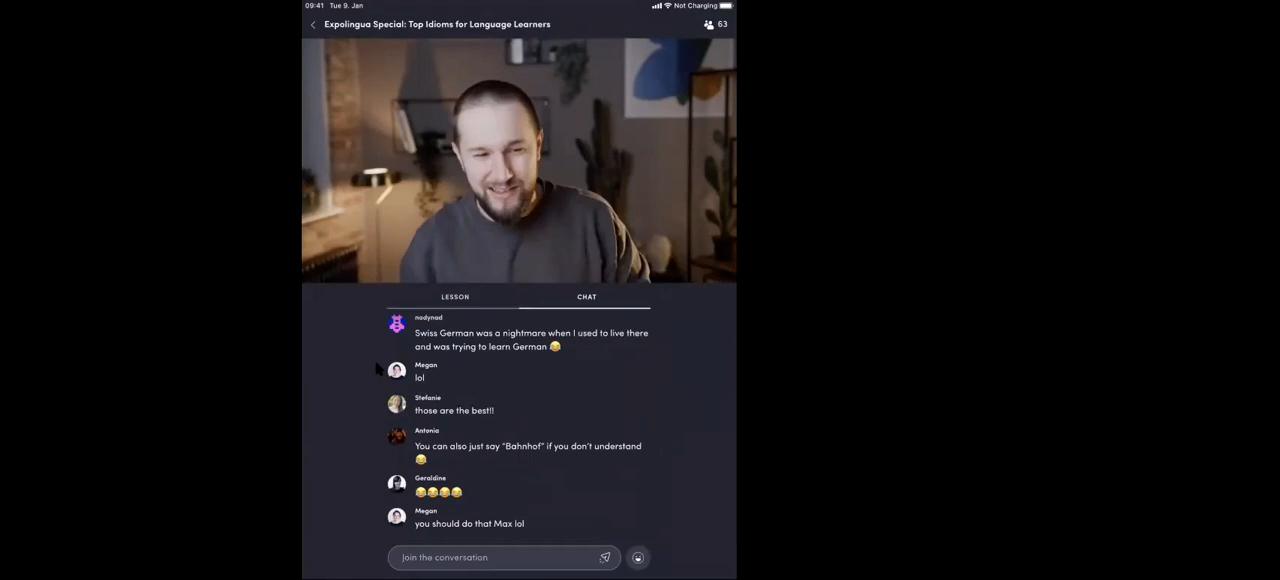 09:41 Tue 9. Jan Not Charging
Expolingua Special: Top Idioms for Language Learners 63
LESSON CHAT
nadynad
Swiss German was a nightmare when I used to live there
and was trying to learn German 😂
Megan
lol
Stefanie
those are the best!!
Antonia
You can also just say “Bahnhof” if you don’t understand
😂
Geraldine
😂😂😂😂
Megan
you should do that Max lol
Join the conversation